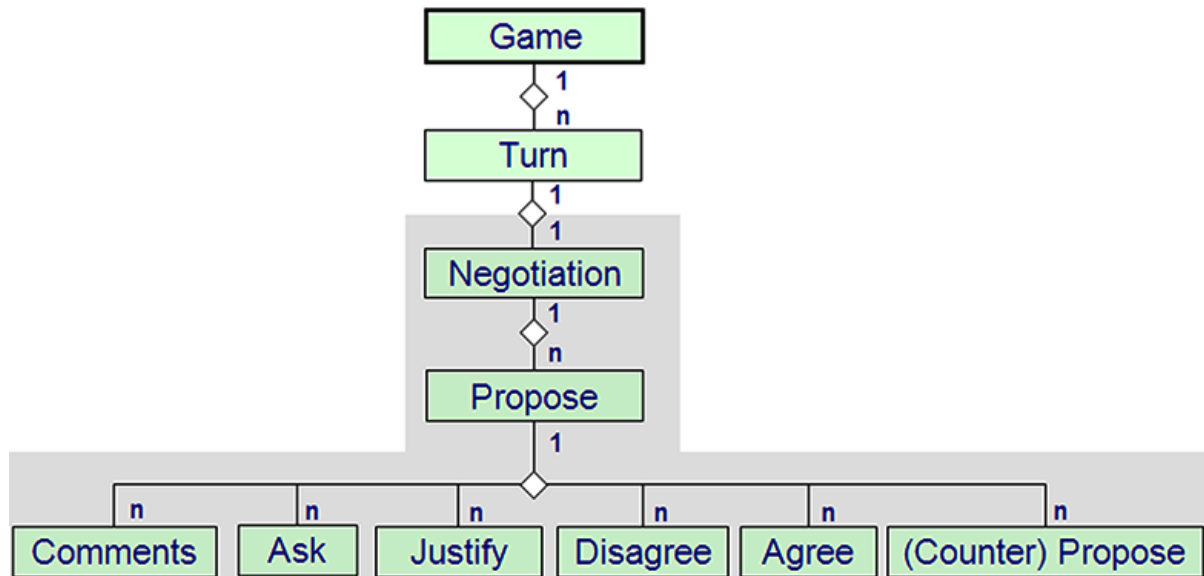 Game
1
n
Turn
1
1
Negotiation
1
n
Propose
1
n n n n n n
Comments Ask Justify Disagree Agree (Counter) Propose